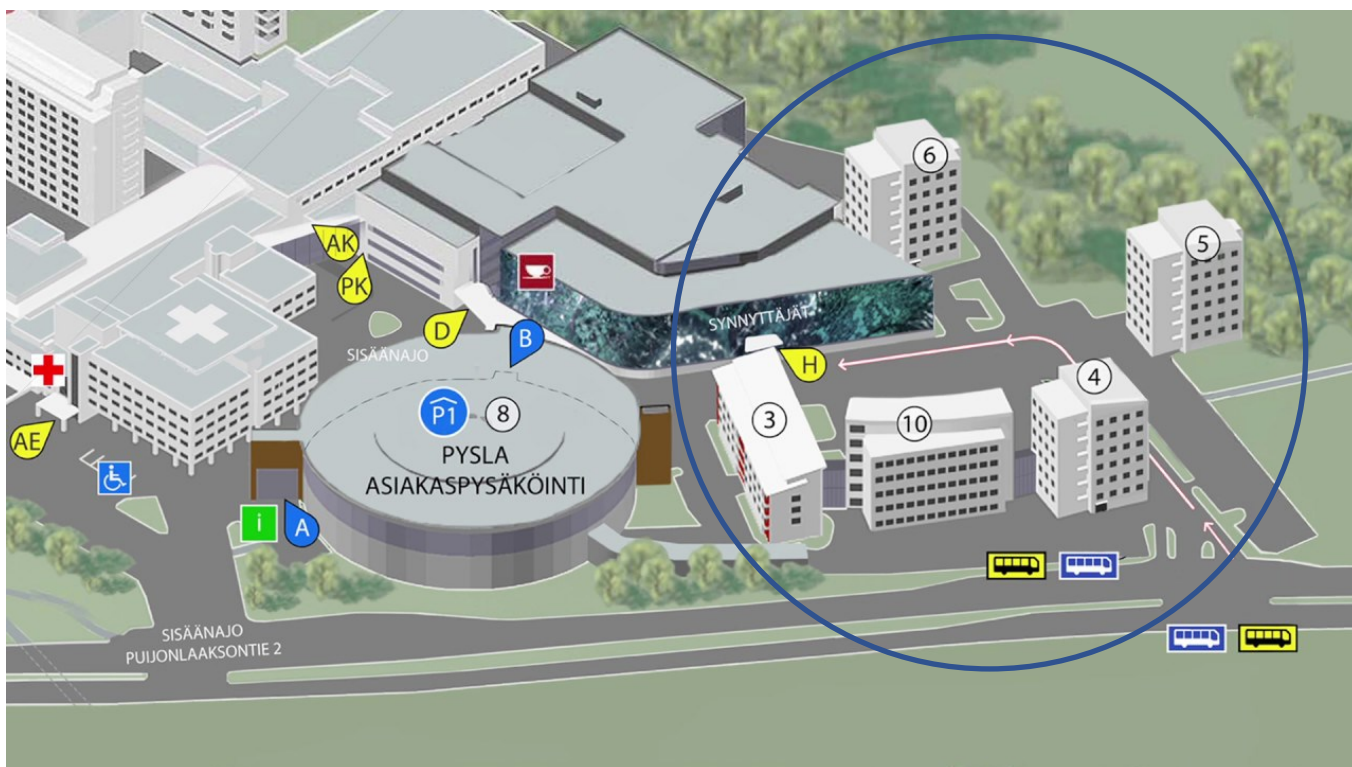 6
5
AK
PK
D
B
SYNNYTTÄJÄT
SISÄÄNAJO
H
4
AE
P1
8
3
10
PYSLA
ASIAKASPYSÄKÖINTI
i
A
SISÄÄNAJO
PUIJONLAAKSONTIE 2